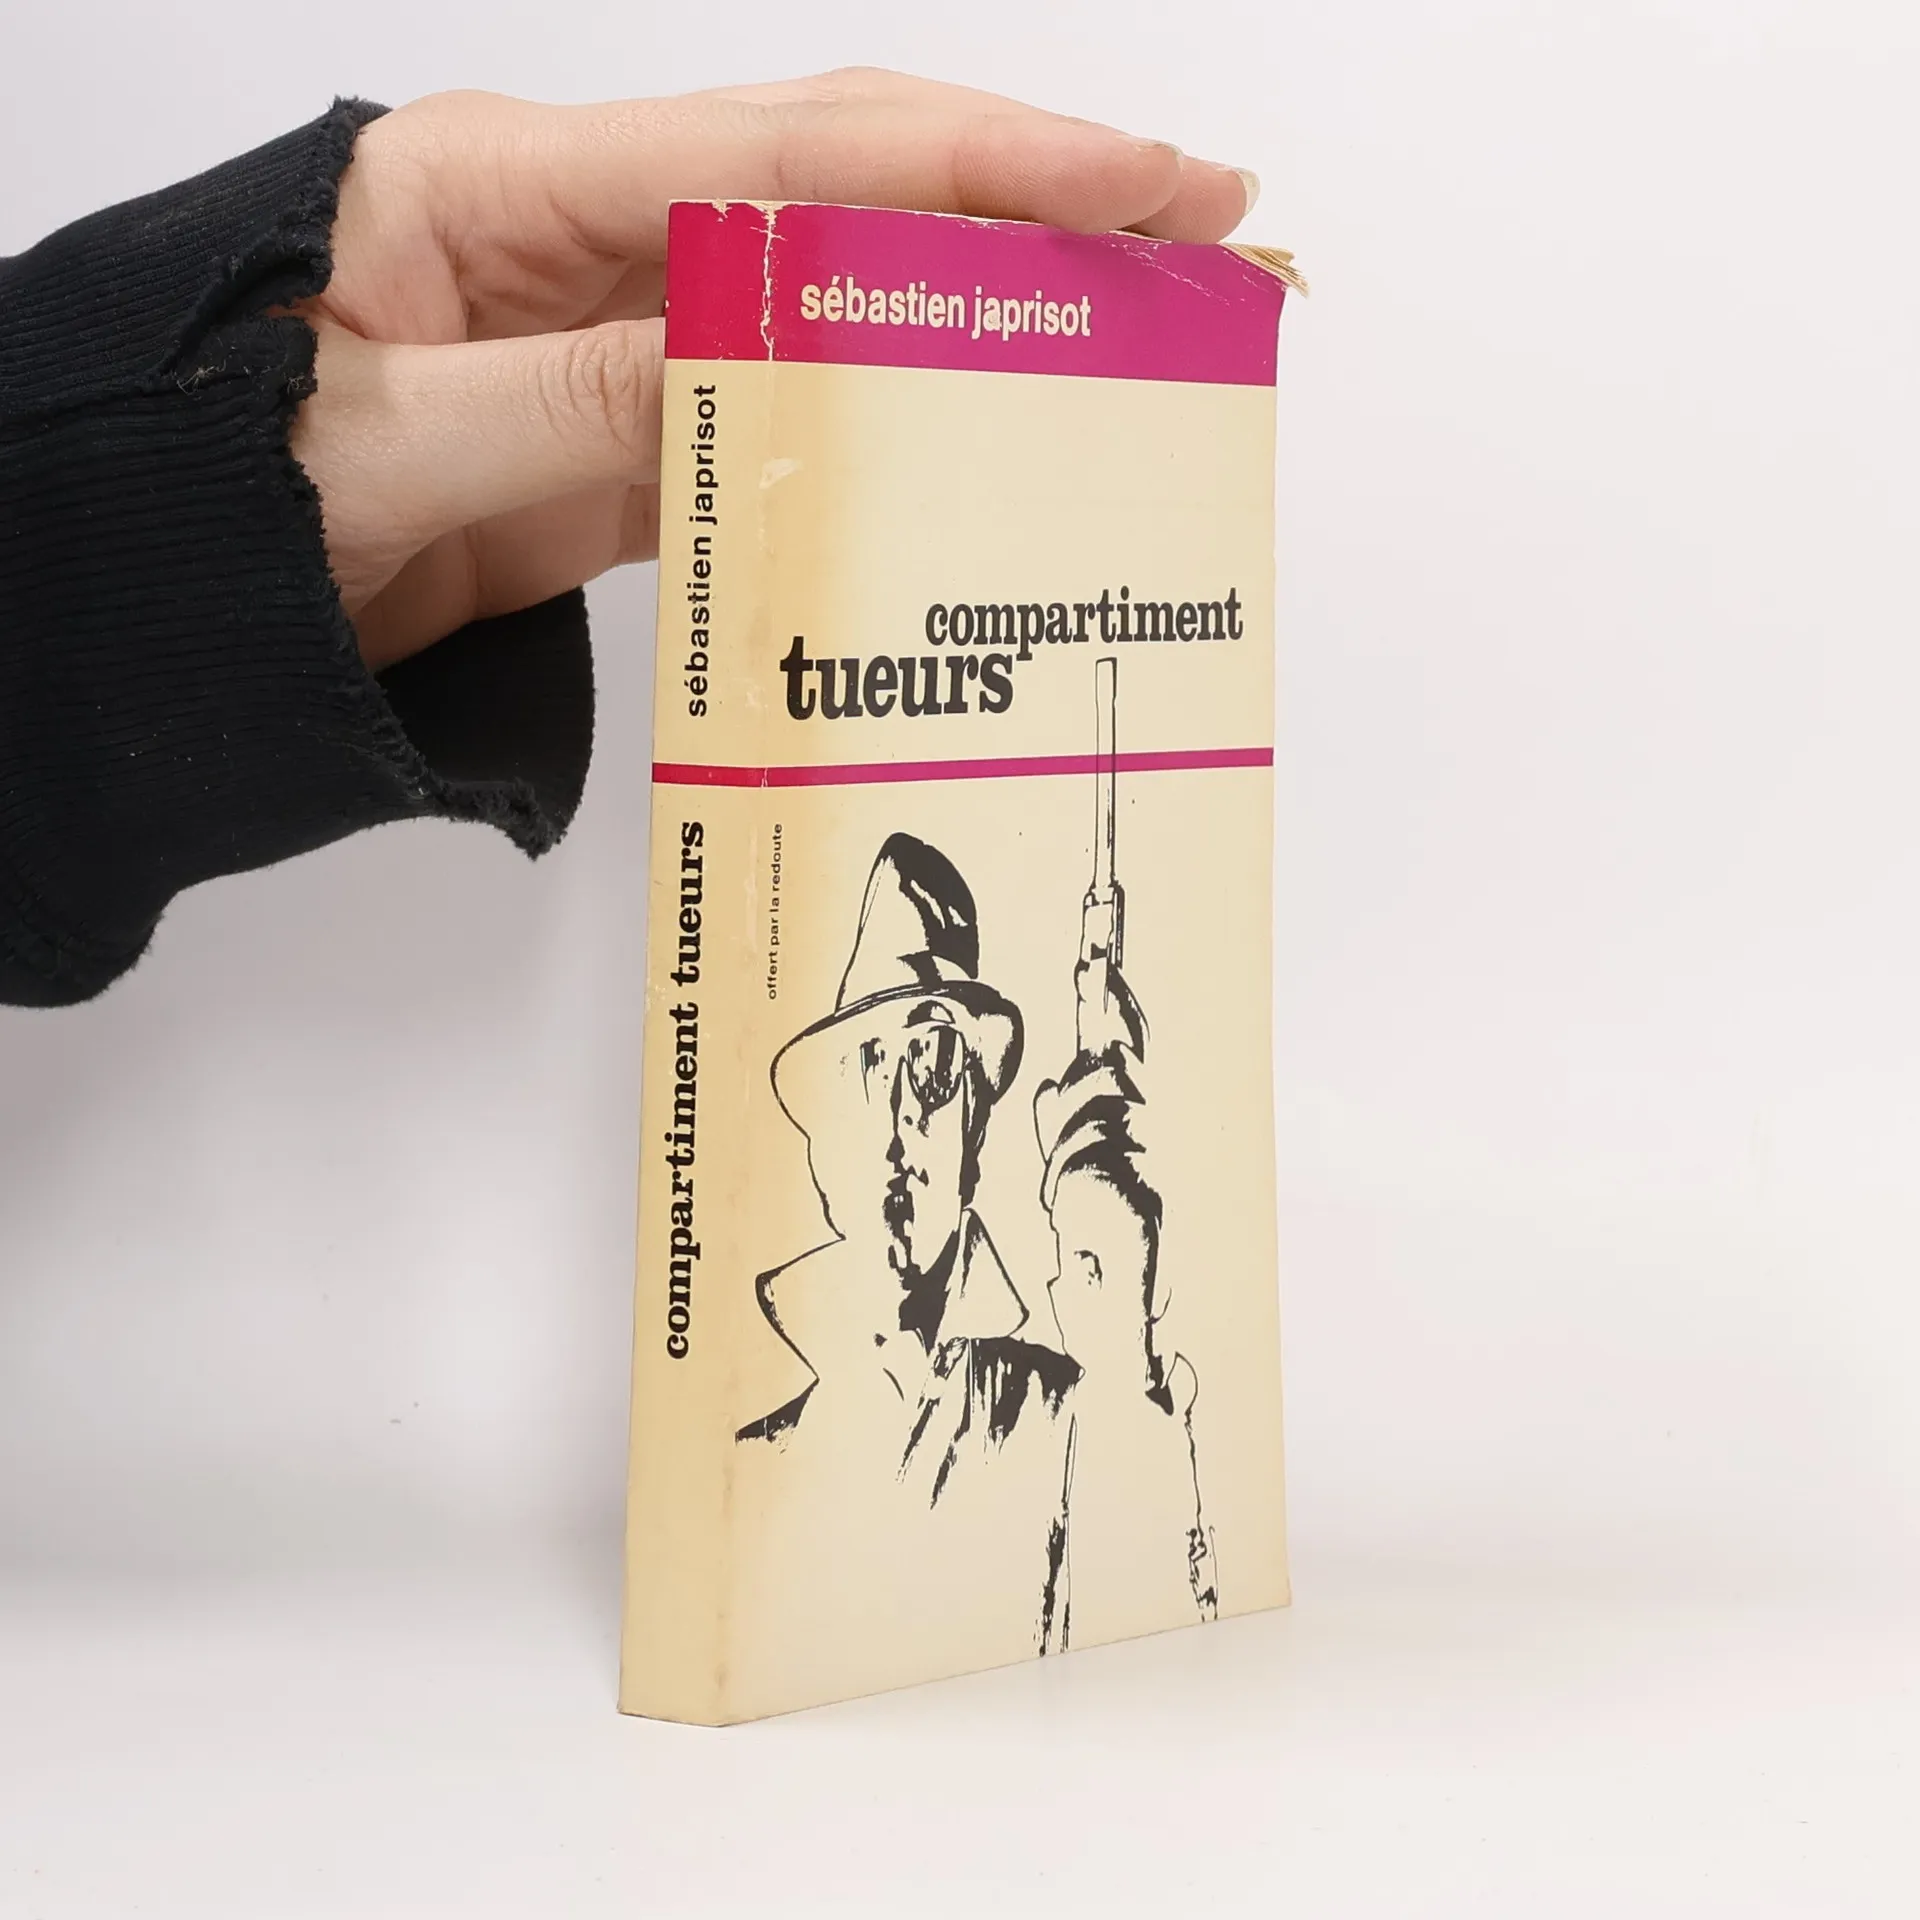 sébastien japrisot
compartiment
tueurs
offert par la redoute
sébastien japrisot
compartiment tueurs